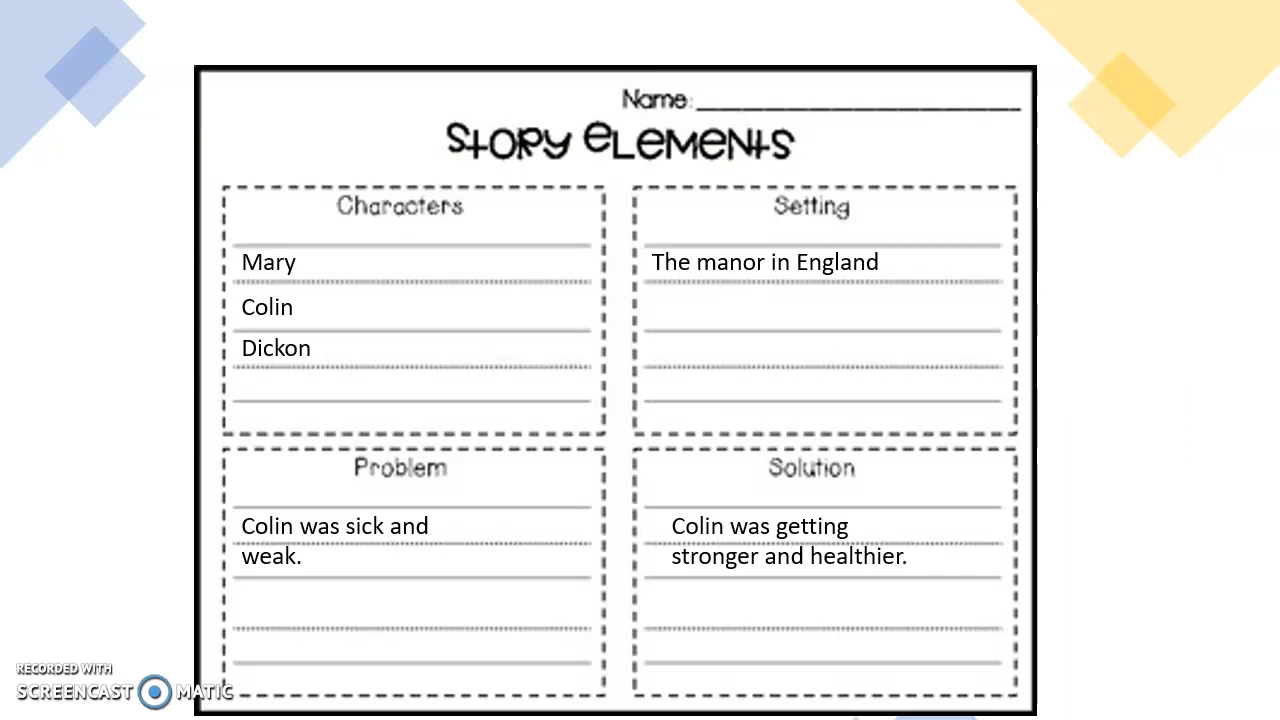 Name:
Story Elements
Characters
Mary
Colin
Dickon
Setting
The manor in England
Problem
Colin was sick and
weak.
Solution
Colin was getting
stronger and healthier.
RECORDED WITH
SCREENCAST MATIC